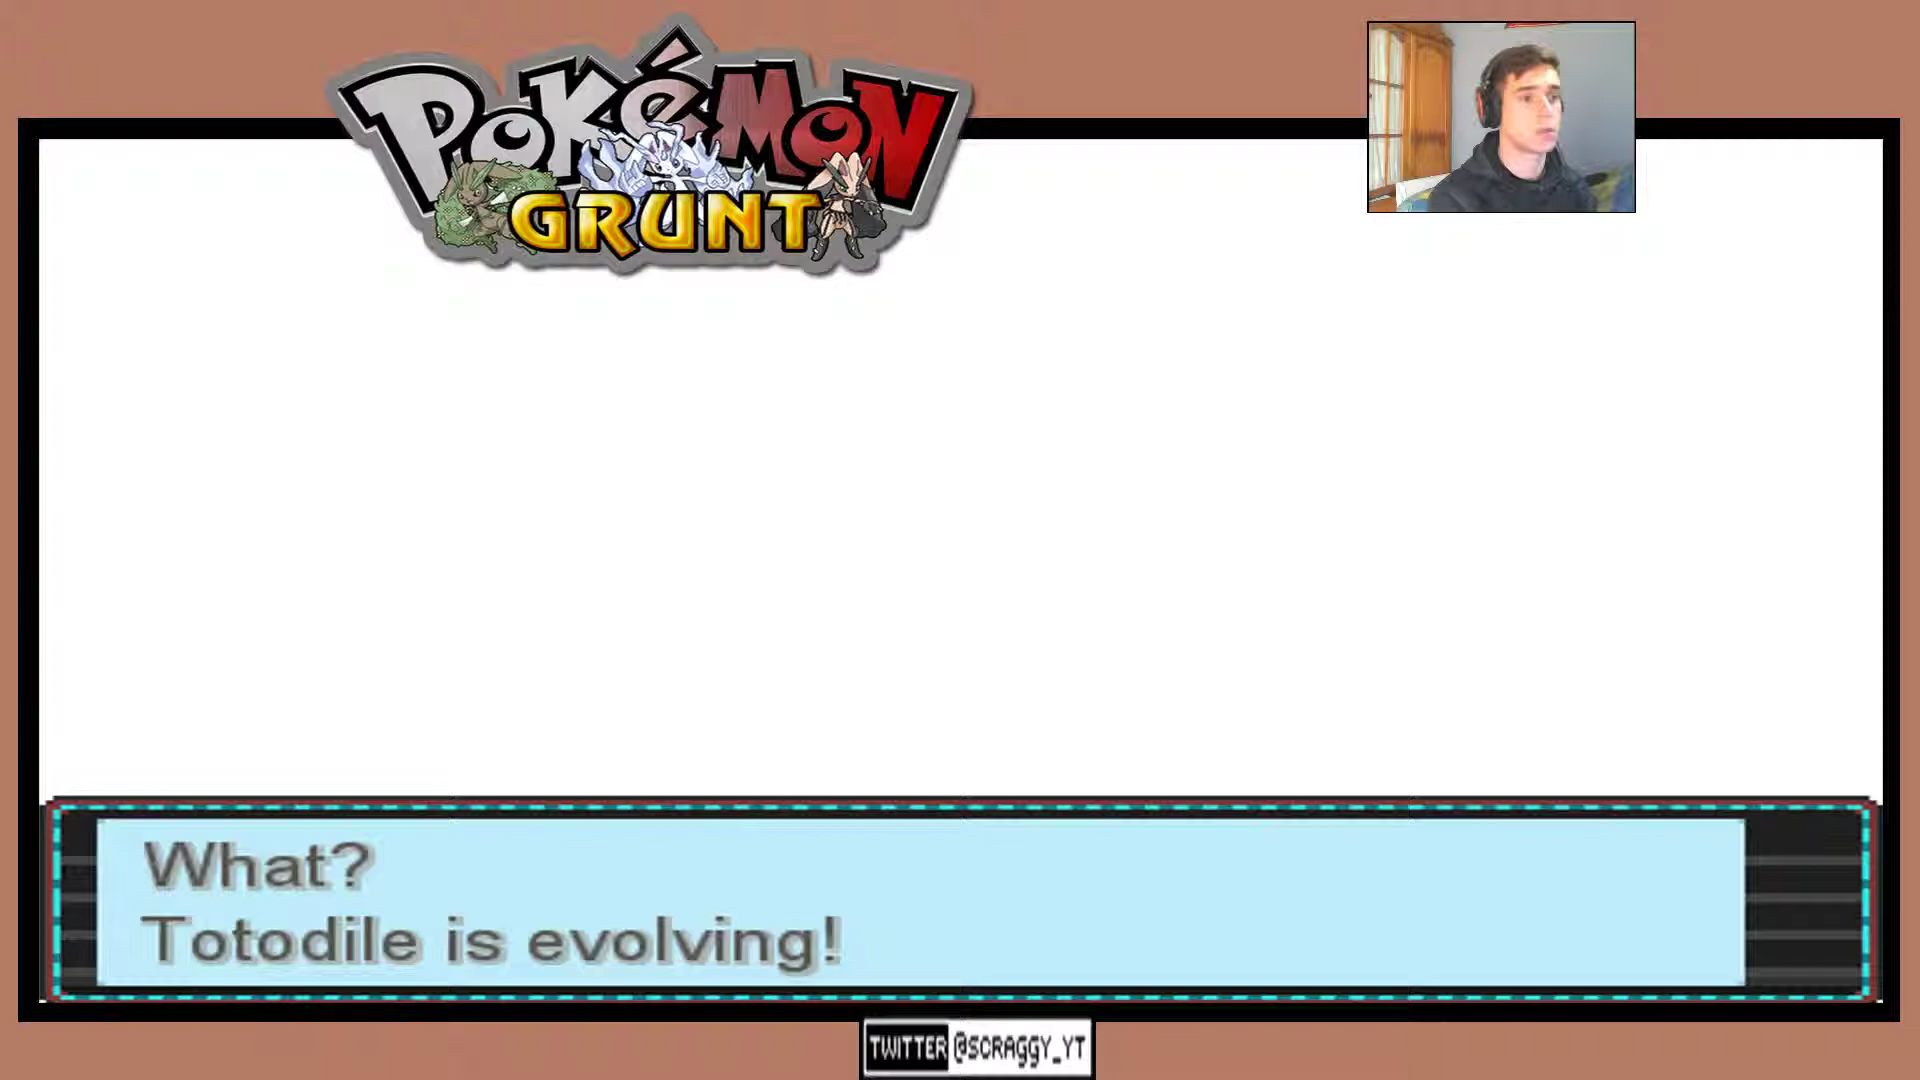 POKéMON
GRUNT
What?
Totodile is evolving!
TWITTER @SCRAGGY_YT